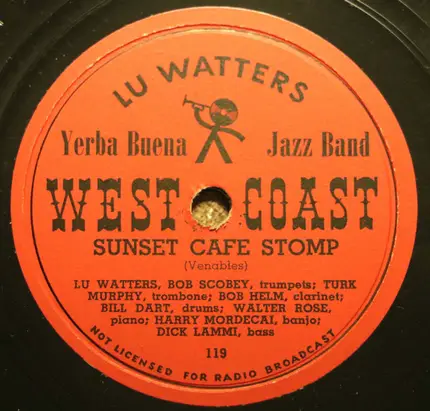 LU WATTERS
Yerba Buena Jazz Band
WEST COAST
SUNSET CAFE STOMP
(Venables)
LU WATTERS, BOB SCOBEY, trumpets; TURK
MURPHY, trombone; BOB HELM, clarinet;
BILL DART, drums; WALTER ROSE,
piano; HARRY MORDECAI, banjo;
DICK LAMMI, bass
119
NOT LICENSED FOR RADIO BROADCAST